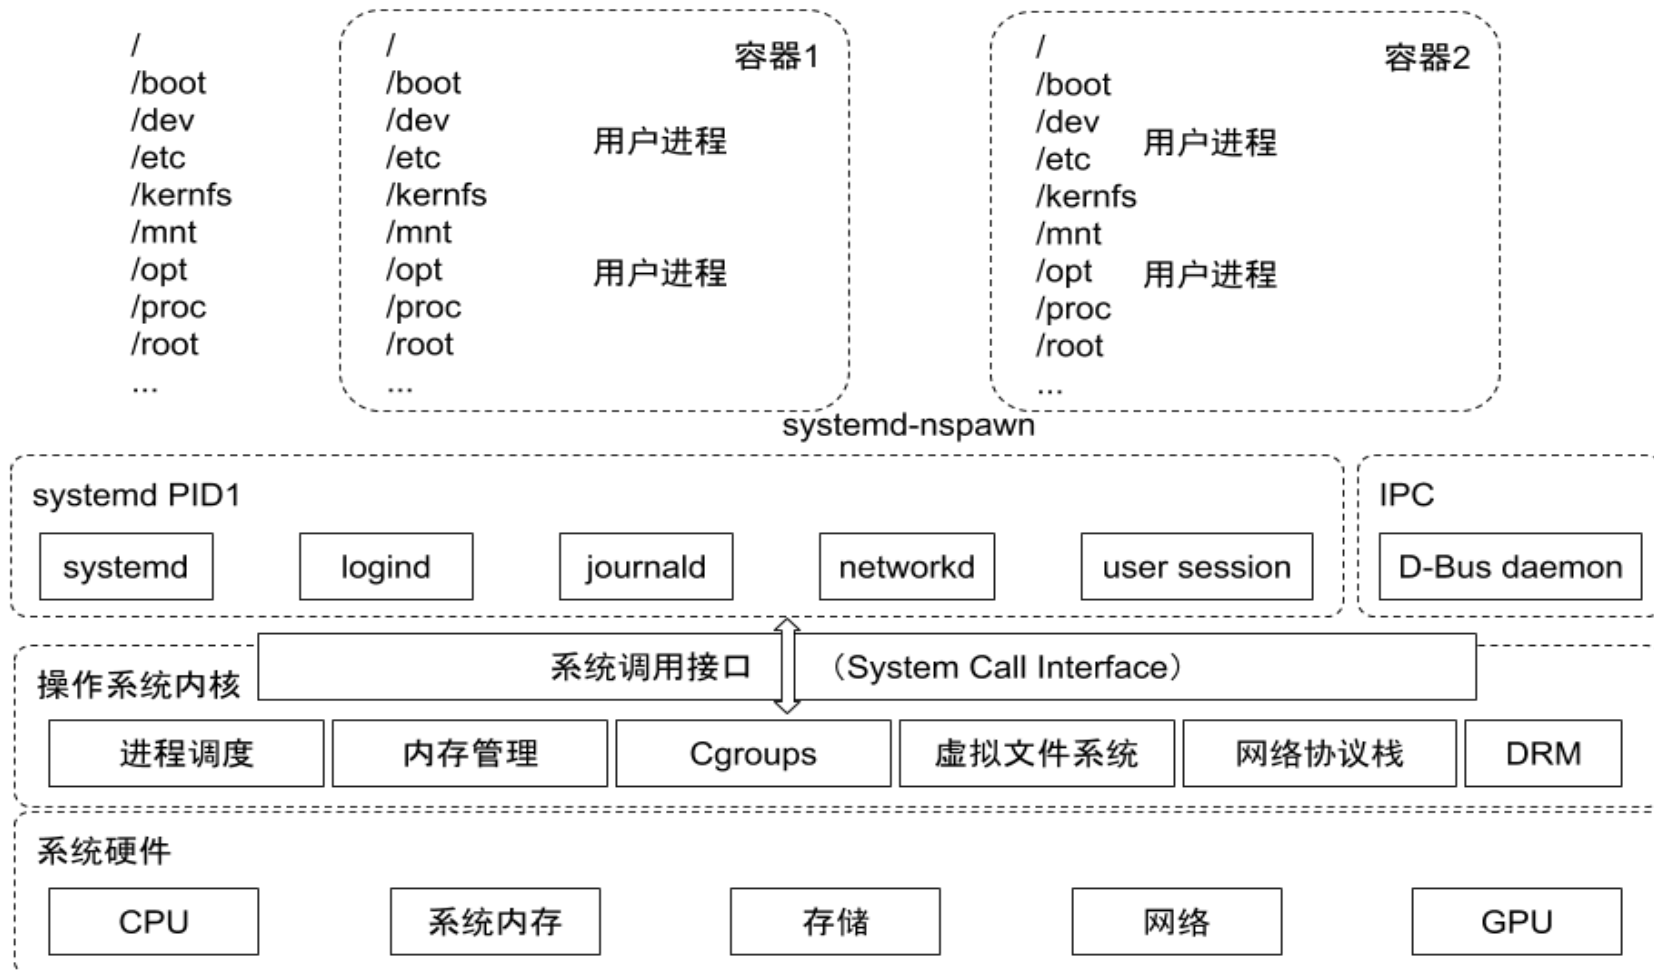 /
/boot
/dev
/etc
/kernfs
/mnt
/opt
/proc
/root
...
容器1
/
/boot
/dev
/etc
/kernfs
/mnt
/opt
/proc
/root
...
用户进程
用户进程
容器2
/
/boot
/dev
/etc
/kernfs
/mnt
/opt
/proc
/root
...
用户进程
用户进程
systemd-nspawn
systemd PID1
systemd
logind
journald
networkd
user session
IPC
D-Bus daemon
操作系统内核
系统调用接口 （System Call Interface）
进程调度
内存管理
Cgroups
虚拟文件系统
网络协议栈
DRM
系统硬件
CPU
系统内存
存储
网络
GPU